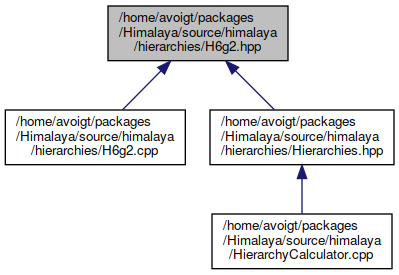 /home/avoigt/packages
/Himalaya/source/himalaya
/hierarchies/H6g2.hpp
/home/avoigt/packages
/Himalaya/source/himalaya
/hierarchies/H6g2.cpp
/home/avoigt/packages
/Himalaya/source/himalaya
/hierarchies/Hierarchies.hpp
/home/avoigt/packages
/Himalaya/source/himalaya
/HierarchyCalculator.cpp